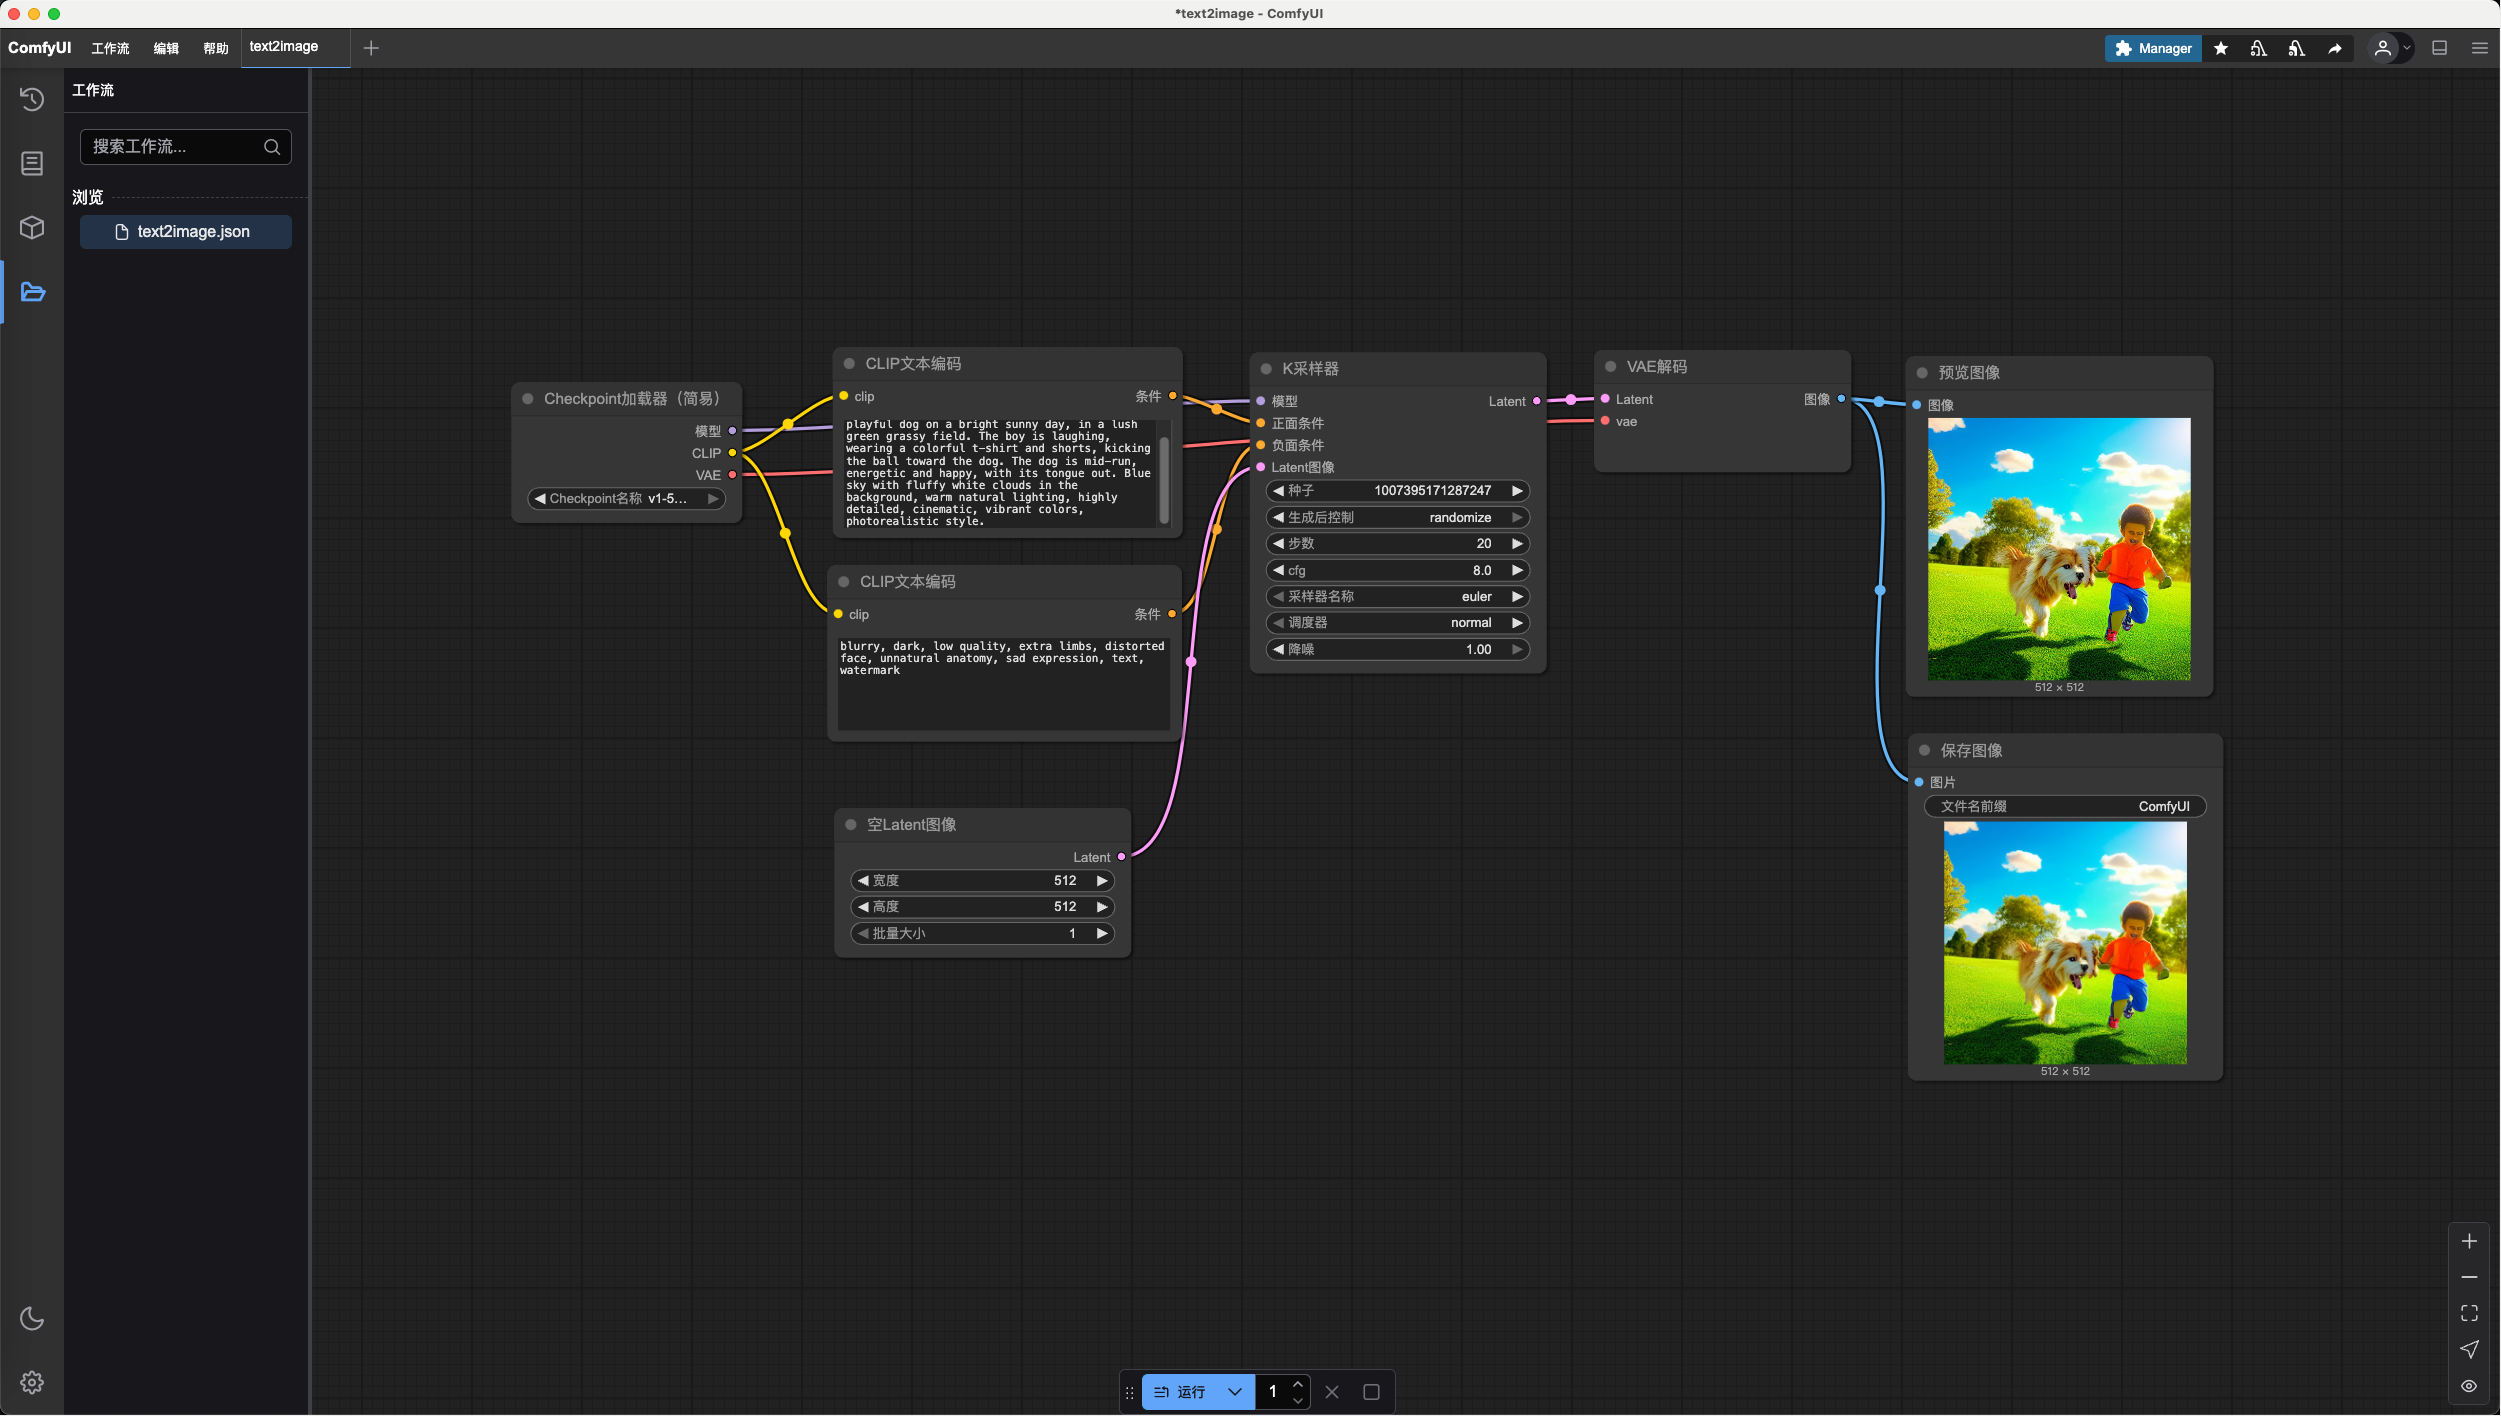 *text2image - ComfyUI
ComfyUI 工作流 编辑 帮助 text2image
Manager
工作流
搜索工作流...
浏览
text2image.json
Checkpoint加载器（简易）
模型
CLIP
VAE
Checkpoint名称 v1-5...
CLIP文本编码
clip 条件
playful dog on a bright sunny day, in a lush
green grassy field. The boy is laughing,
wearing a colorful t-shirt and shorts, kicking
the ball toward the dog. The dog is mid-run,
energetic and happy, with its tongue out. Blue
sky with fluffy white clouds in the
background, warm natural lighting, highly
detailed, cinematic, vibrant colors,
photorealistic style.
CLIP文本编码
clip 条件
blurry, dark, low quality, extra limbs, distorted
face, unnatural anatomy, sad expression, text,
watermark
空Latent图像
Latent
宽度 512
高度 512
批量大小 1
K采样器
模型 Latent
正面条件
负面条件
Latent图像
种子 1007395171287247
生成后控制 randomize
步数 20
cfg 8.0
采样器名称 euler
调度器 normal
降噪 1.00
VAE解码
Latent 图像
vae
预览图像
图像
512 × 512
保存图像
图片
文件名前缀 ComfyUI
512 × 512
运行 1